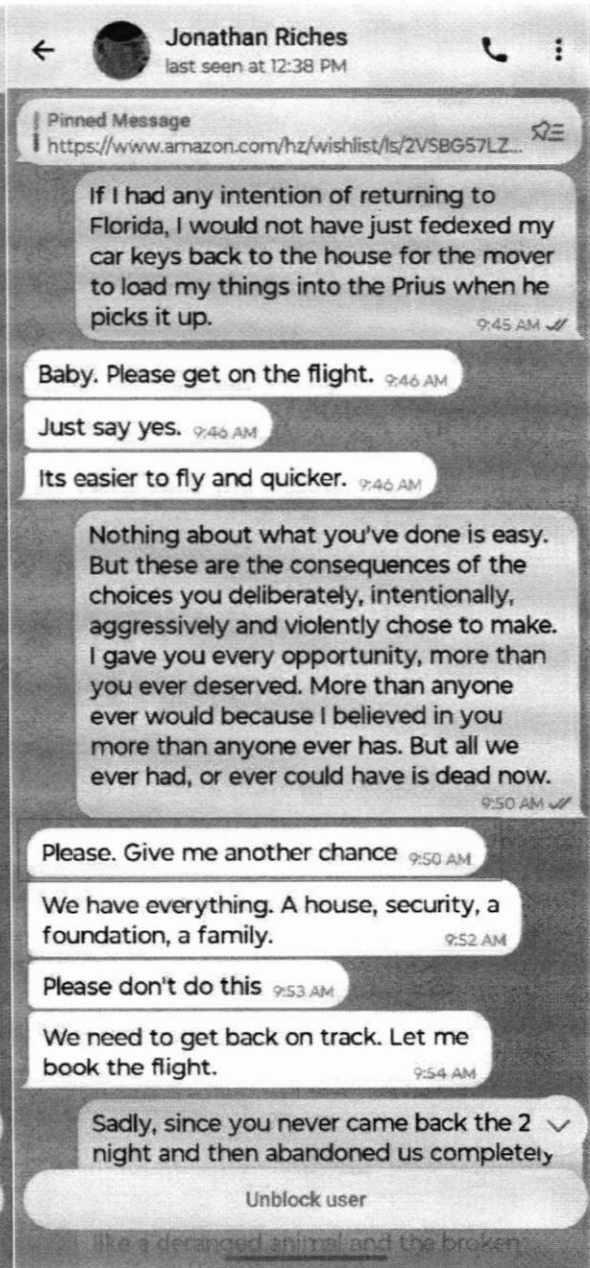 Jonathan Riches
last seen at 12:38 PM
Pinned Message
https://www.amazon.com/hz/wishlist/ls/2VSBG57LZ...
If I had any intention of returning to
Florida, I would not have just fedexed my
car keys back to the house for the mover
to load my things into the Prius when he
picks it up.
9:45 AM
Baby. Please get on the flight. 9:46 AM
Just say yes. 9:46 AM
Its easier to fly and quicker. 9:46 AM
Nothing about what you've done is easy.
But these are the consequences of the
choices you deliberately, intentionally,
aggressively and violently chose to make.
I gave you every opportunity, more than
you ever deserved. More than anyone
ever would because I believed in you
more than anyone ever has. But all we
ever had, or ever could have is dead now.
9:50 AM
Please. Give me another chance 9:50 AM
We have everything. A house, security, a
foundation, a family. 9:52 AM
Please don't do this 9:53 AM
We need to get back on track. Let me
book the flight. 9:54 AM
Sadly, since you never came back the 2
night and then abandoned us completely
Unblock user
like a deranged animal and the broken